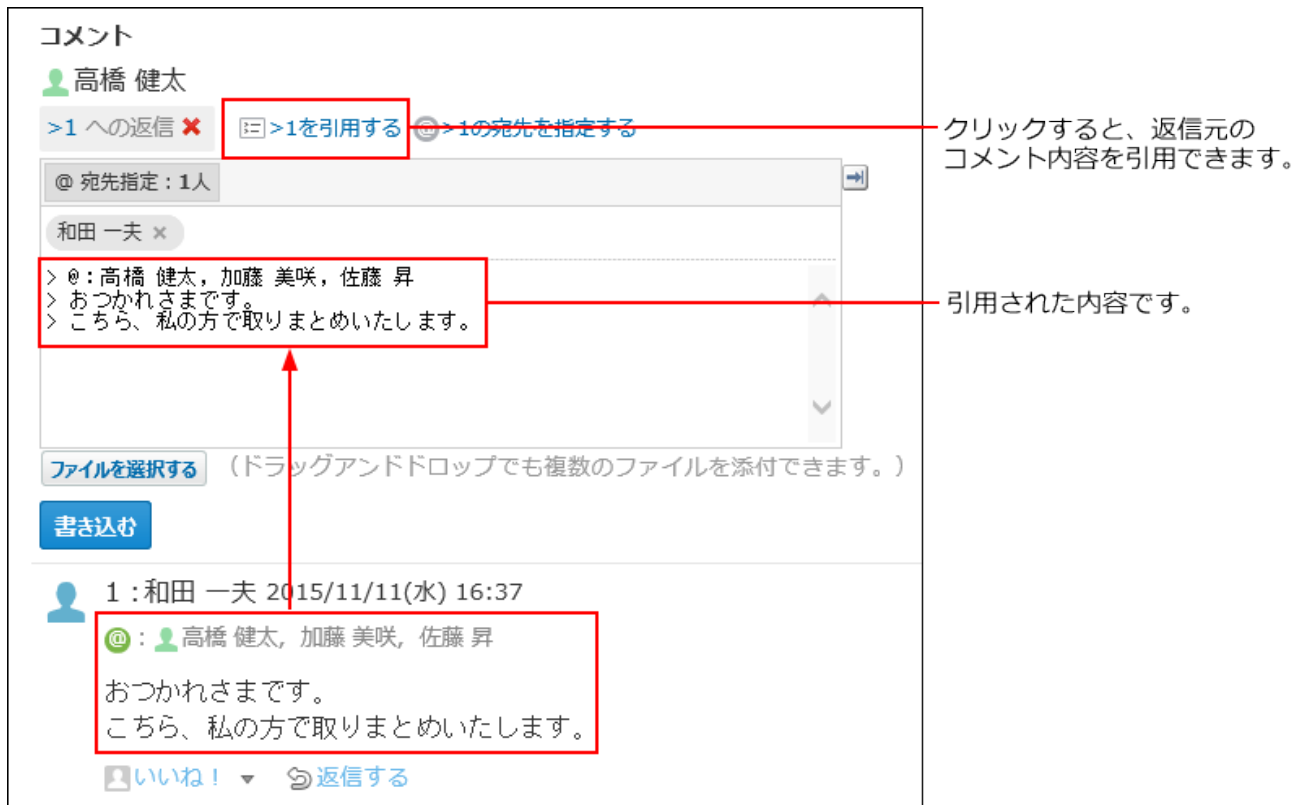 コメント
高橋 健太
>1 への返信 ✖ >1を引用する @>1の宛先を指定する
クリックすると、返信元の
コメント内容を引用できます。
@ 宛先指定：1人
和田 一夫 ×
> @:高橋 健太, 加藤 美咲, 佐藤 昇
> おつかれさまです。
> こちら、私の方で取りまとめいたします。
引用された内容です。
ファイルを選択する （ドラッグアンドドロップでも複数のファイルを添付できます。）
書き込む
1：和田 一夫 2015/11/11(水) 16:37
@：高橋 健太, 加藤 美咲, 佐藤 昇
おつかれさまです。
こちら、私の方で取りまとめいたします。
いいね！ ▼ 返信する